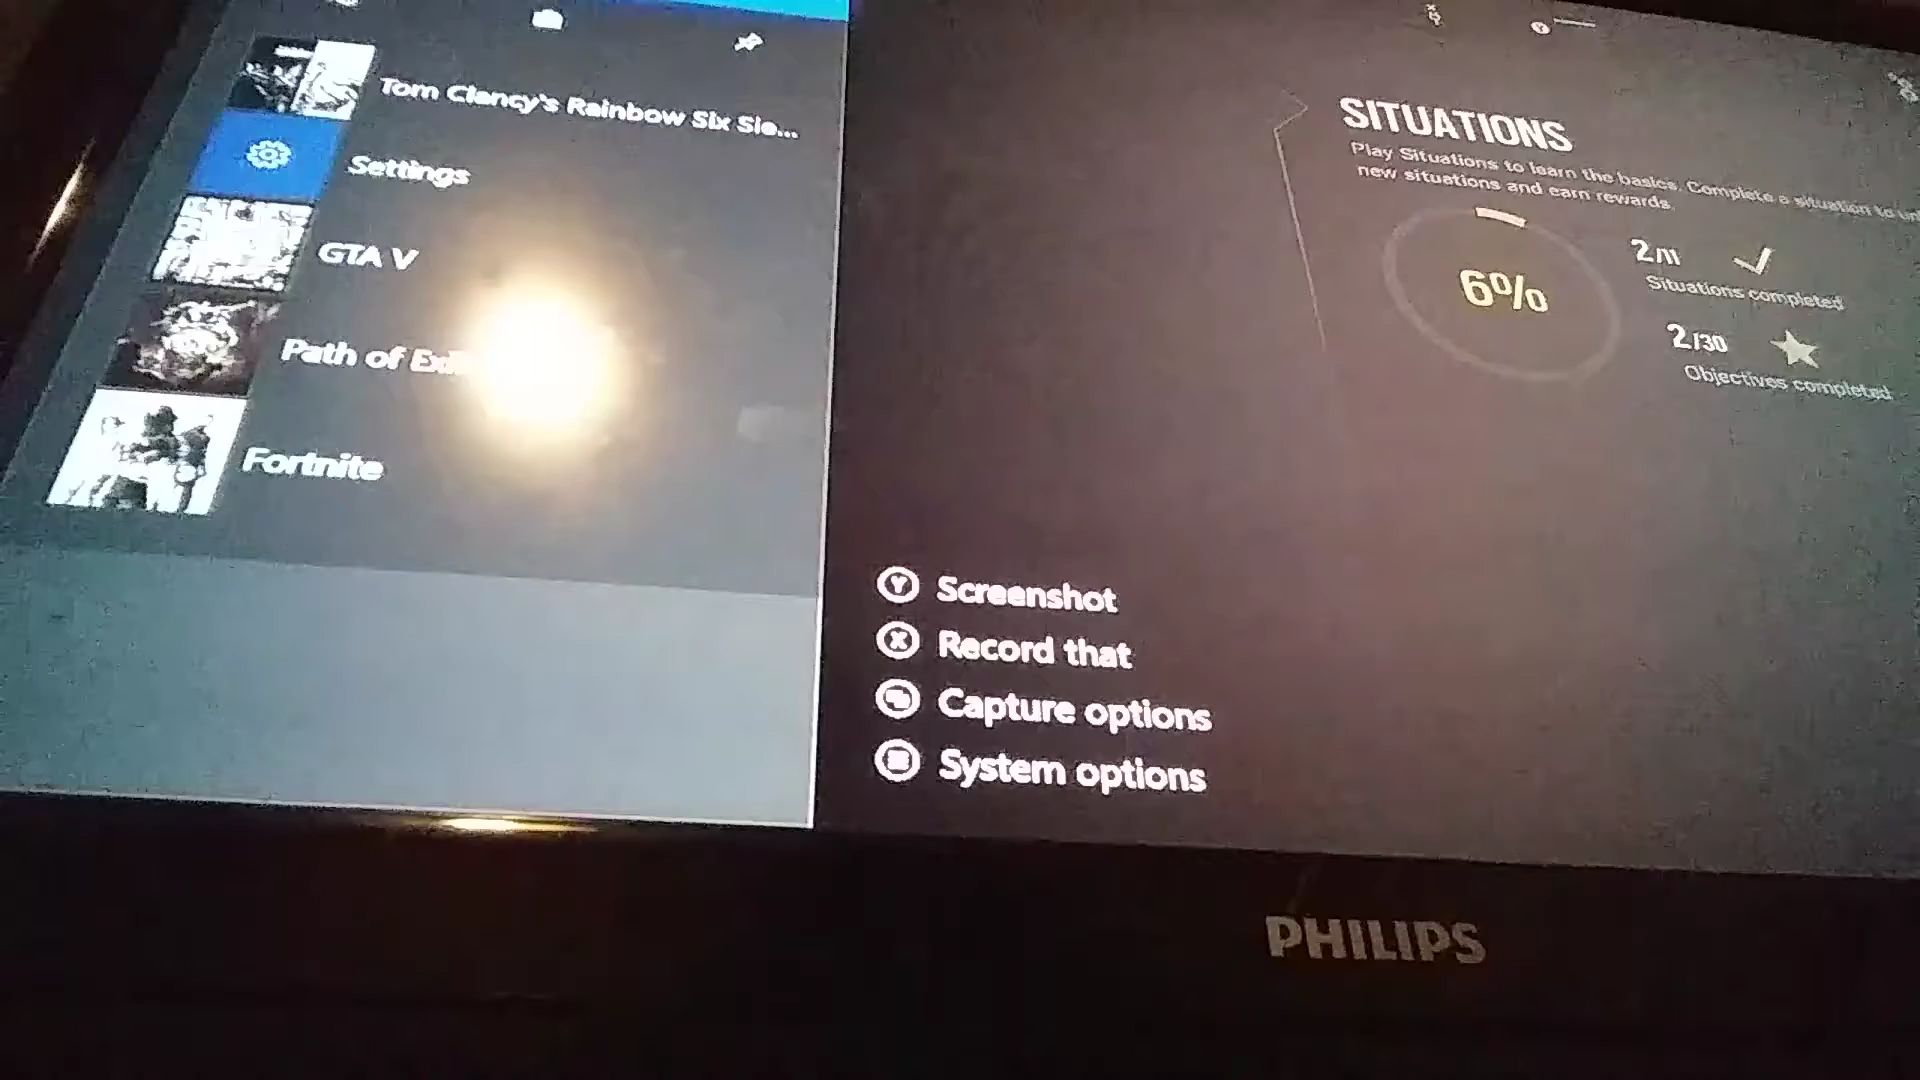 Tom Clancy's Rainbow Six Sie...
Settings
GTA V
Path of Exi
Fortnite
SITUATIONS
Play Situations to learn the basics. Complete a situation to un
new situations and earn rewards.
6%
2/11
Situations completed
2/30
Objectives completed
Y Screenshot
X Record that
Capture options
System options
PHILIPS